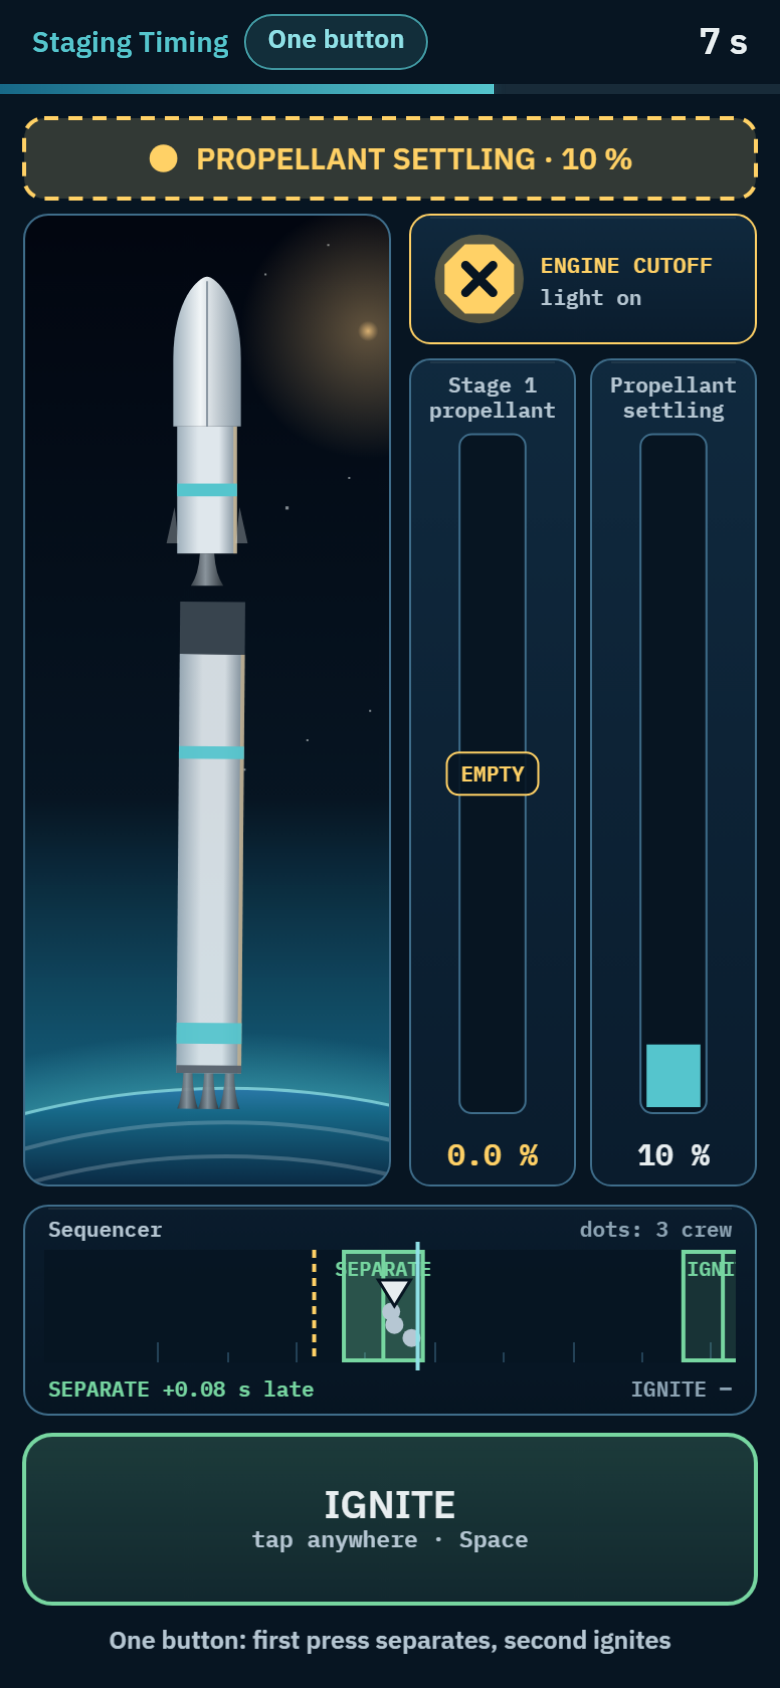 Staging Timing
One button
7 s
PROPELLANT SETTLING · 10 %
ENGINE CUTOFF
light on
Stage 1
propellant
EMPTY
0.0 %
Propellant
settling
10 %
Sequencer
dots: 3 crew
SEPARATE
IGNI
SEPARATE +0.08 s late
IGNITE –
IGNITE
tap anywhere · Space
One button: first press separates, second ignites